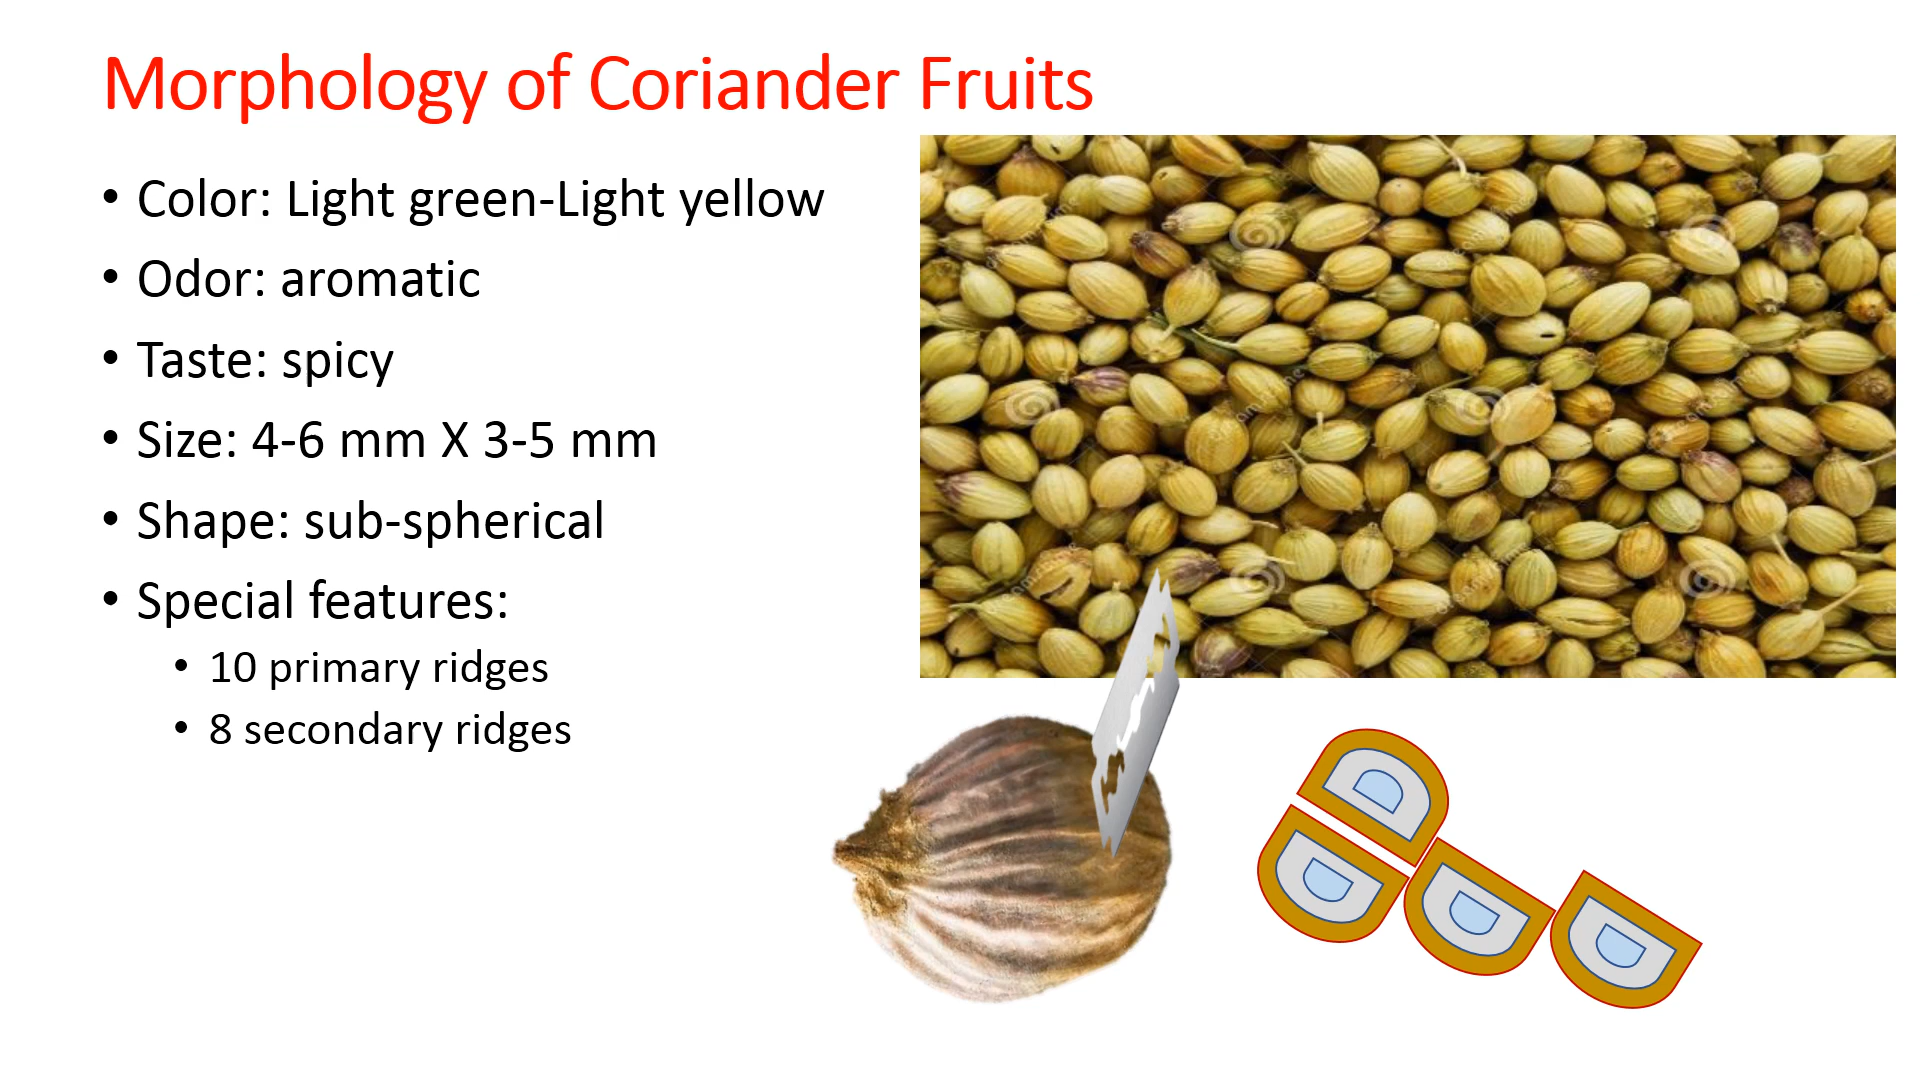 Morphology of Coriander Fruits
• Color: Light green-Light yellow
• Odor: aromatic
• Taste: spicy
• Size: 4-6 mm X 3-5 mm
• Shape: sub-spherical
• Special features:
• 10 primary ridges
• 8 secondary ridges